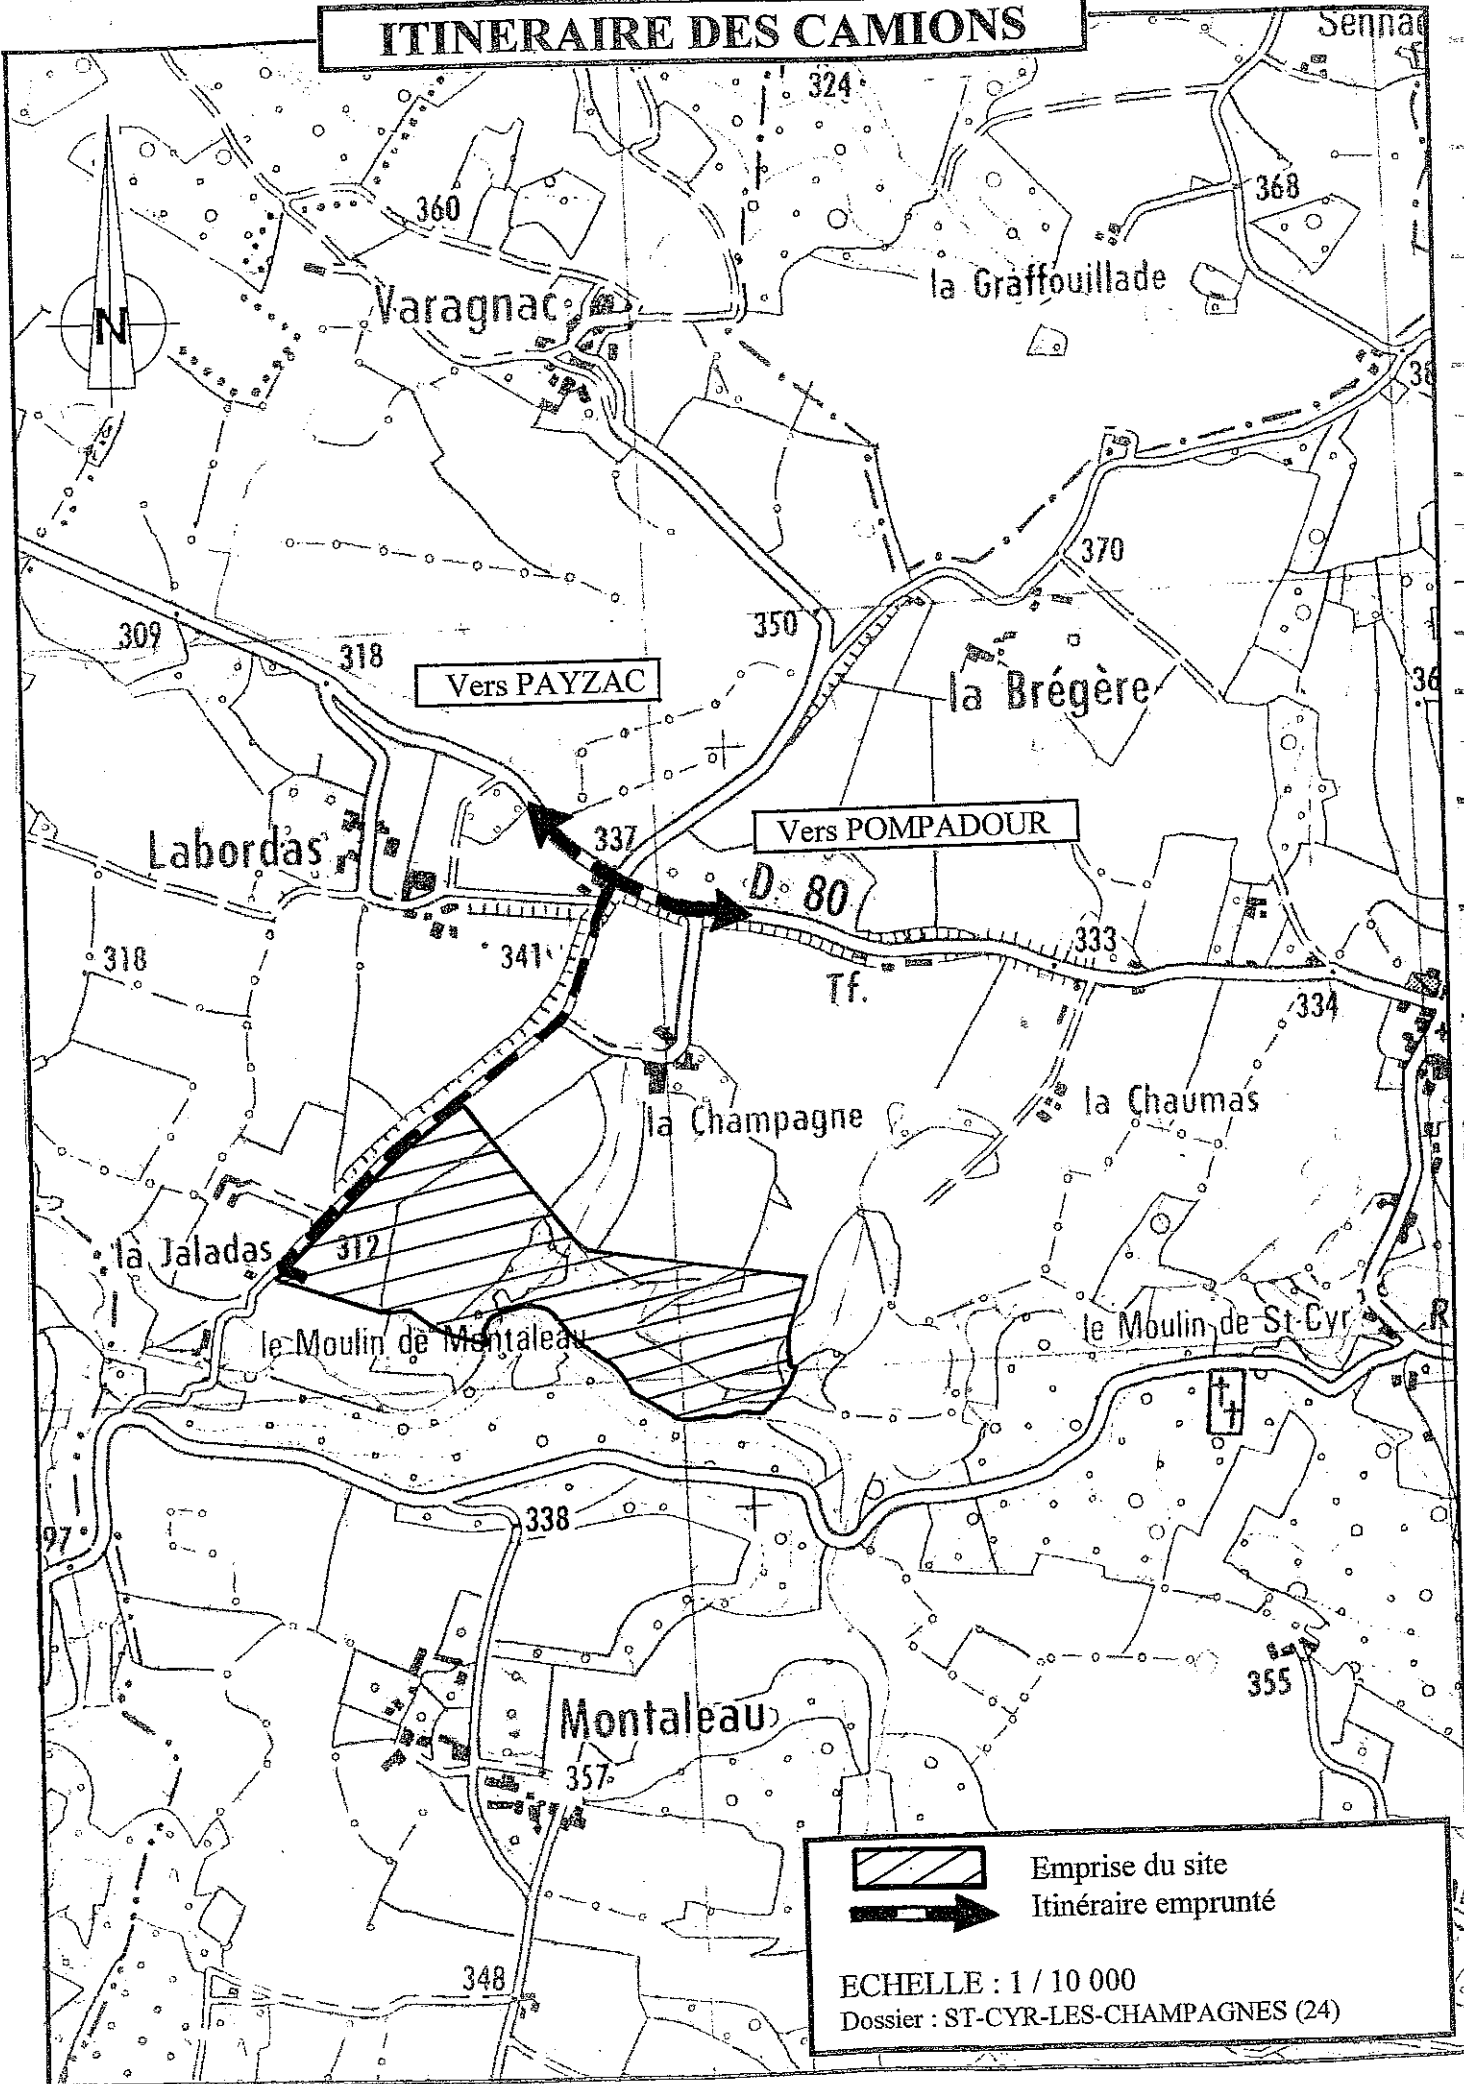 ITINERAIRE DES CAMIONS
324
368
360
la Graffouillade
Varagnac
N
370
309
318
350
Vers PAYZAC
la Brégère
337
Vers POMPADOUR
Labordas
D. 80
318
341
333
Tf.
334
la Champagne
la Chaumas
la Jaladas
312
le Moulin de Montaleau
le Moulin de St-Cyr
R
97
338
355
Montaleau
357
348
Emprise du site
Itinéraire emprunté
ECHELLE : 1 / 10 000
Dossier : ST-CYR-LES-CHAMPAGNES (24)